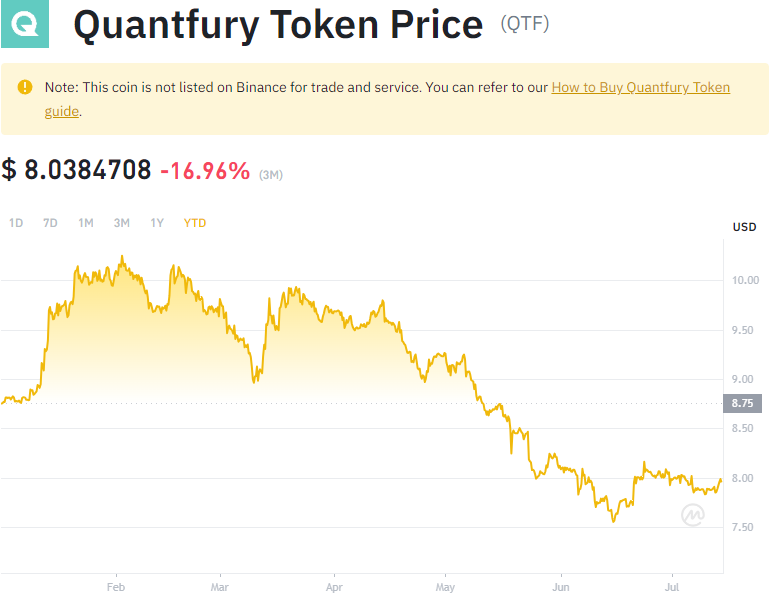 Quantfury Token Price (QTF)
Note: This coin is not listed on Binance for trade and service. You can refer to our How to Buy Quantfury Token
guide.
$ 8.0384708 -16.96% (3M)
1D 7D 1M 3M 1Y YTD
USD
10.00
9.50
9.00
8.75
8.50
8.00
7.50
Feb Mar Apr May Jun Jul